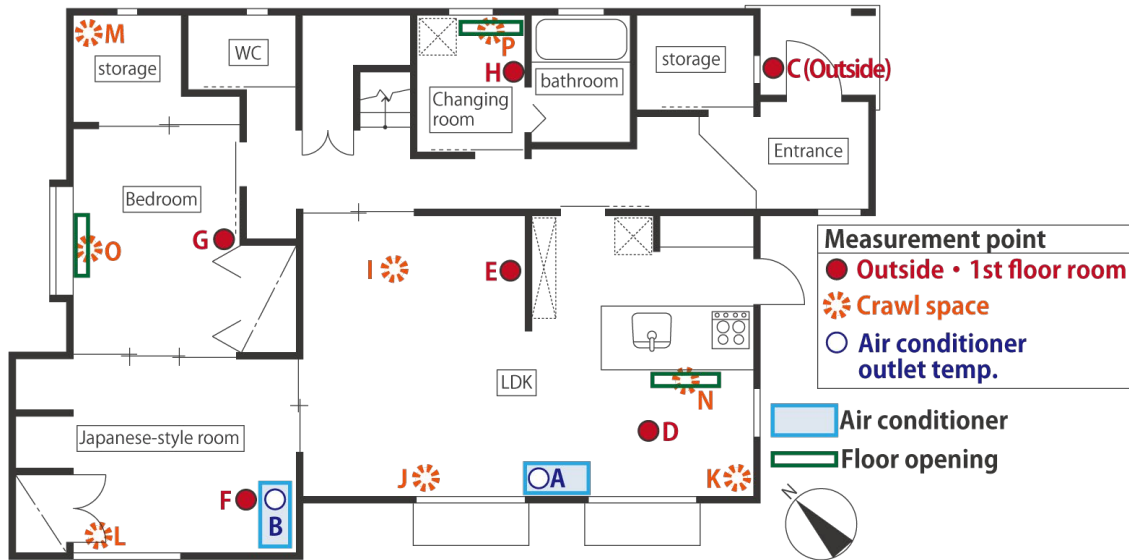 M
storage
WC
P
H
Changing
room
bathroom
storage
C (Outside)
Entrance
Bedroom
G
O
I
E
LDK
N
D
Japanese-style room
J
A
K
F
B
L
Measurement point
Outside・1st floor room
Crawl space
Air conditioner
outlet temp.
Air conditioner
Floor opening
N